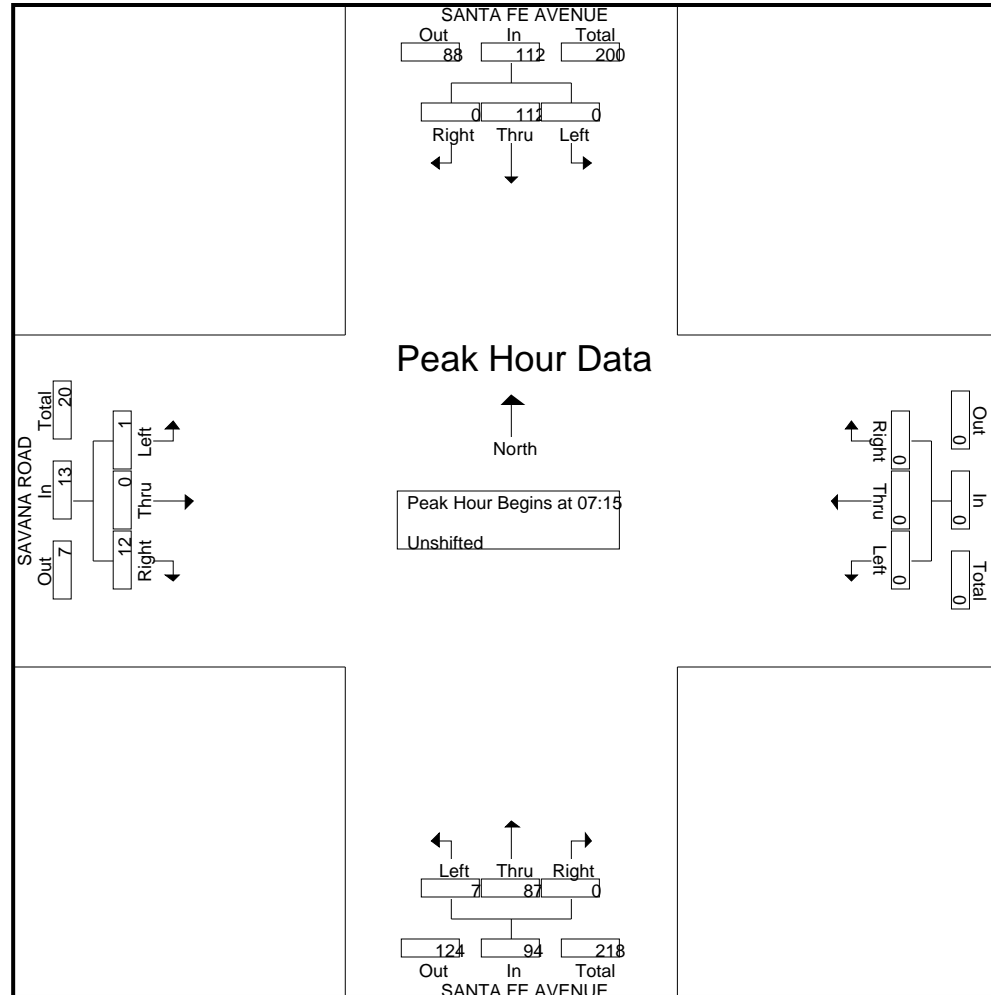 SANTA FE AVENUE
Out In Total
88 112 200
0 112 0
Right Thru Left
Peak Hour Data
North
Peak Hour Begins at 07:15
Unshifted
SAVANA ROAD
Total In Out
20 13 7
1 0 12
Left Thru Right
Right Thru Left
0 0 0
Out In Total
0 0 0
Left Thru Right
7 87 0
124 94 218
Out In Total
SANTA FE AVENUE